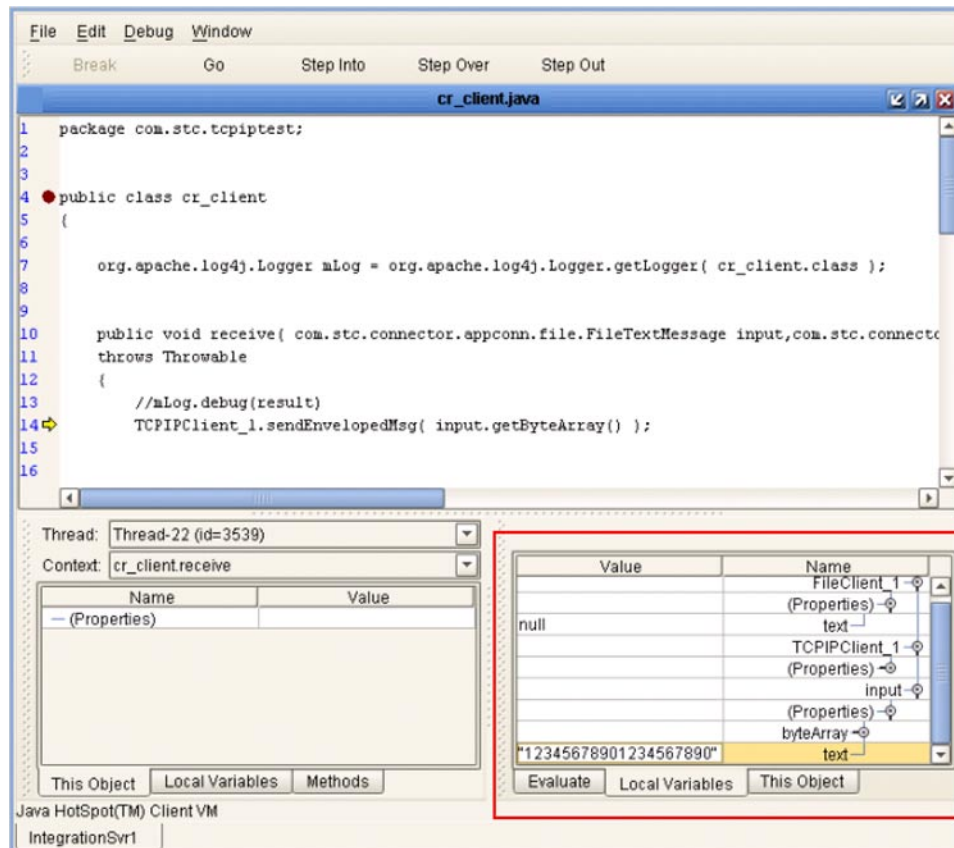 File Edit Debug Window
Break Go Step Into Step Over Step Out
cr_client.java
1 package com.stc.tcpiptest;
2
3
4 public class cr_client
5 {
6
7 org.apache.log4j.Logger mLog = org.apache.log4j.Logger.getLogger( cr_client.class );
8
9
10 public void receive( com.stc.connector.appconn.file.FileTextMessage input,com.stc.connecto
11 throws Throwable
12 {
13 //mLog.debug(result)
14 TCPIPClient_1.sendEnvelopedMsg( input.getByteArray() );
15
16
Thread: Thread-22 (id=3539)
Context: cr_client.receive
Name Value
(Properties)
This Object Local Variables Methods
Value Name
FileClient_1
(Properties)
null text
TCPIPClient_1
(Properties)
input
(Properties)
byteArray
"12345678901234567890" text
Evaluate Local Variables This Object
Java HotSpot(TM) Client VM
IntegrationSvr1